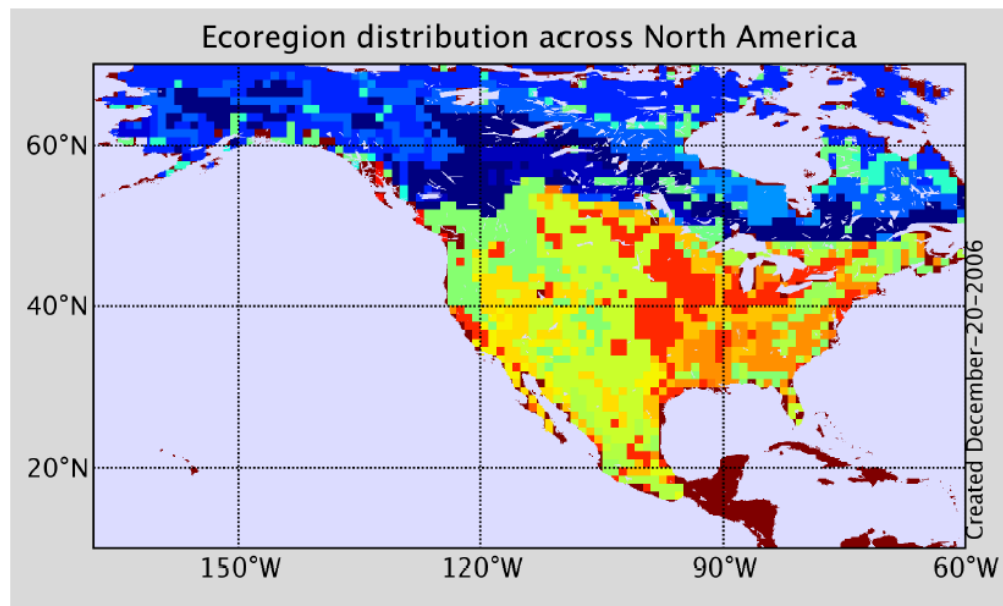 Ecoregion distribution across North America
60°N
40°N
20°N
150°W
120°W
90°W
60°W
Created December-20-2006